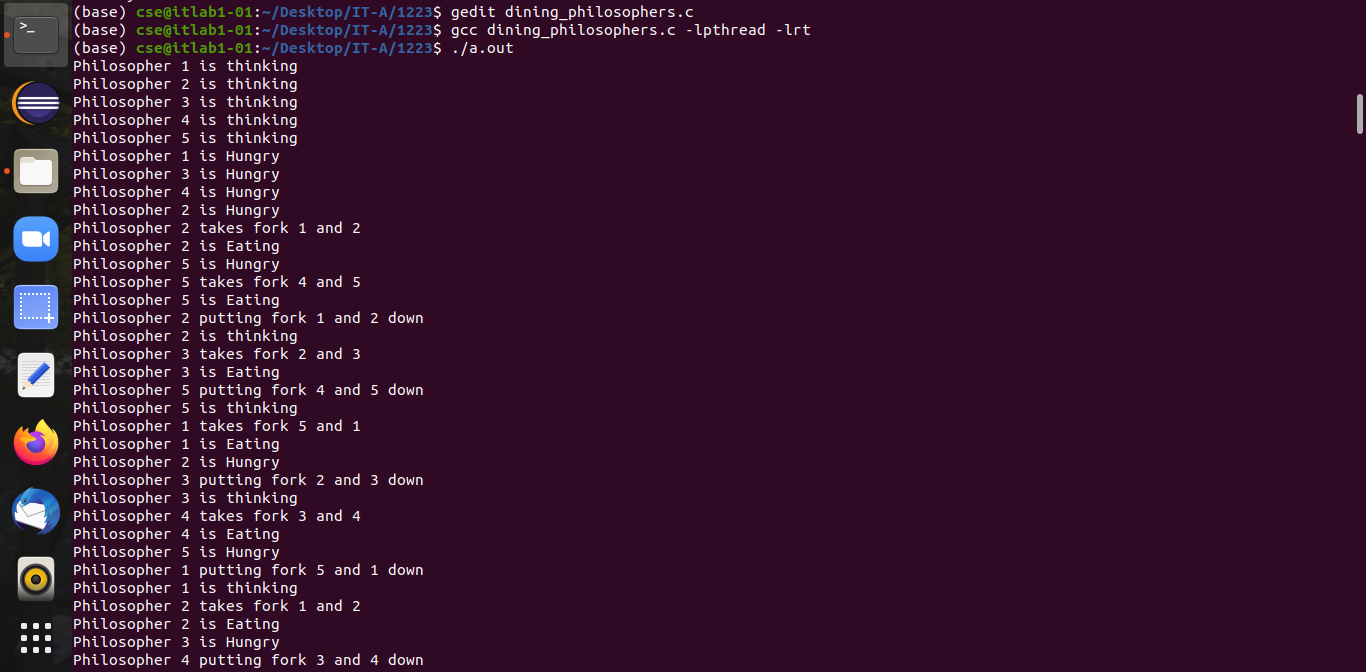 (base) cse@itlab1-01:~/Desktop/IT-A/1223$ gedit dining_philosophers.c
(base) cse@itlab1-01:~/Desktop/IT-A/1223$ gcc dining_philosophers.c -lpthread -lrt
(base) cse@itlab1-01:~/Desktop/IT-A/1223$ ./a.out
Philosopher 1 is thinking
Philosopher 2 is thinking
Philosopher 3 is thinking
Philosopher 4 is thinking
Philosopher 5 is thinking
Philosopher 1 is Hungry
Philosopher 3 is Hungry
Philosopher 4 is Hungry
Philosopher 2 is Hungry
Philosopher 2 takes fork 1 and 2
Philosopher 2 is Eating
Philosopher 5 is Hungry
Philosopher 5 takes fork 4 and 5
Philosopher 5 is Eating
Philosopher 2 putting fork 1 and 2 down
Philosopher 2 is thinking
Philosopher 3 takes fork 2 and 3
Philosopher 3 is Eating
Philosopher 5 putting fork 4 and 5 down
Philosopher 5 is thinking
Philosopher 1 takes fork 5 and 1
Philosopher 1 is Eating
Philosopher 2 is Hungry
Philosopher 3 putting fork 2 and 3 down
Philosopher 3 is thinking
Philosopher 4 takes fork 3 and 4
Philosopher 4 is Eating
Philosopher 5 is Hungry
Philosopher 1 putting fork 5 and 1 down
Philosopher 1 is thinking
Philosopher 2 takes fork 1 and 2
Philosopher 2 is Eating
Philosopher 3 is Hungry
Philosopher 4 putting fork 3 and 4 down